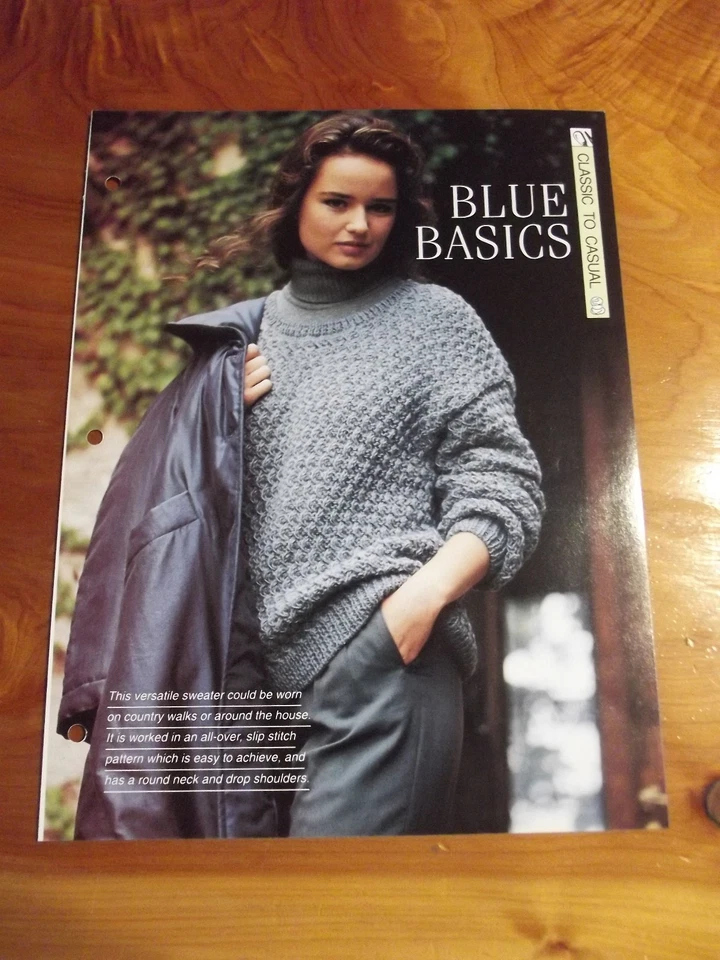 BLUE
BASICS
CLASSIC TO CASUAL
This versatile sweater could be worn
on country walks or around the house.
It is worked in an all-over, slip stitch
pattern which is easy to achieve, and
has a round neck and drop shoulders.